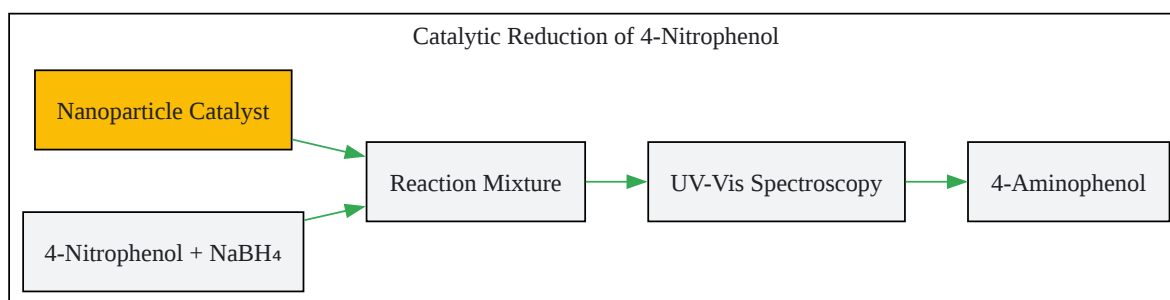 Catalytic Reduction of 4-Nitrophenol
Nanoparticle Catalyst
4-Nitrophenol + NaBH₄
Reaction Mixture
UV-Vis Spectroscopy
4-Aminophenol